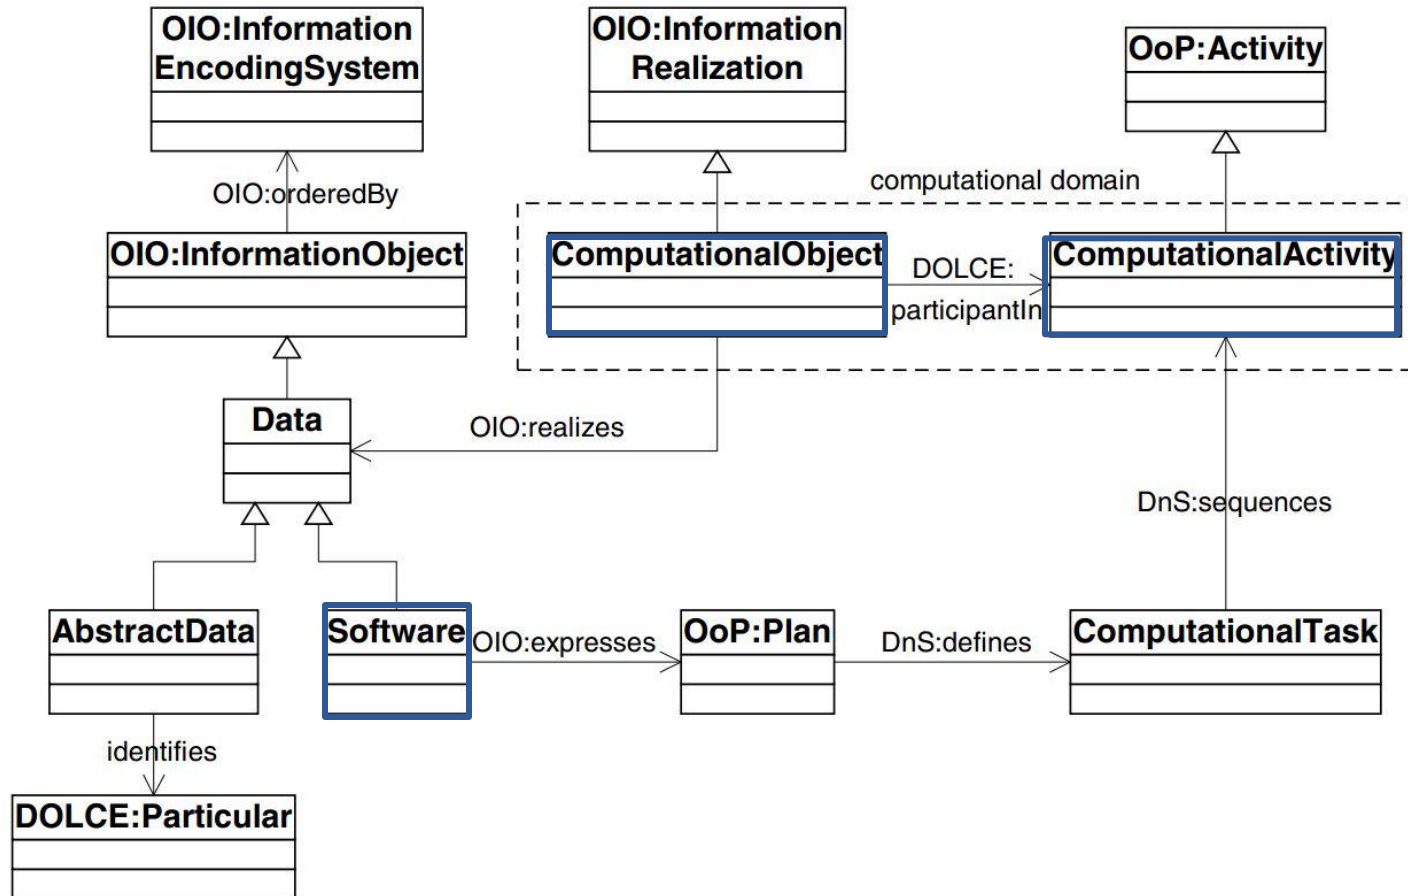 OIO:Information
EncodingSystem
OIO:Information
Realization
OoP:Activity
computational domain
OIO:orderedBy
OIO:InformationObject
ComputationalObject
DOLCE:
participantIn
ComputationalActivity
Data
OIO:realizes
DnS:sequences
AbstractData
Software
OIO:expresses
OoP:Plan
DnS:defines
ComputationalTask
identifies
DOLCE:Particular